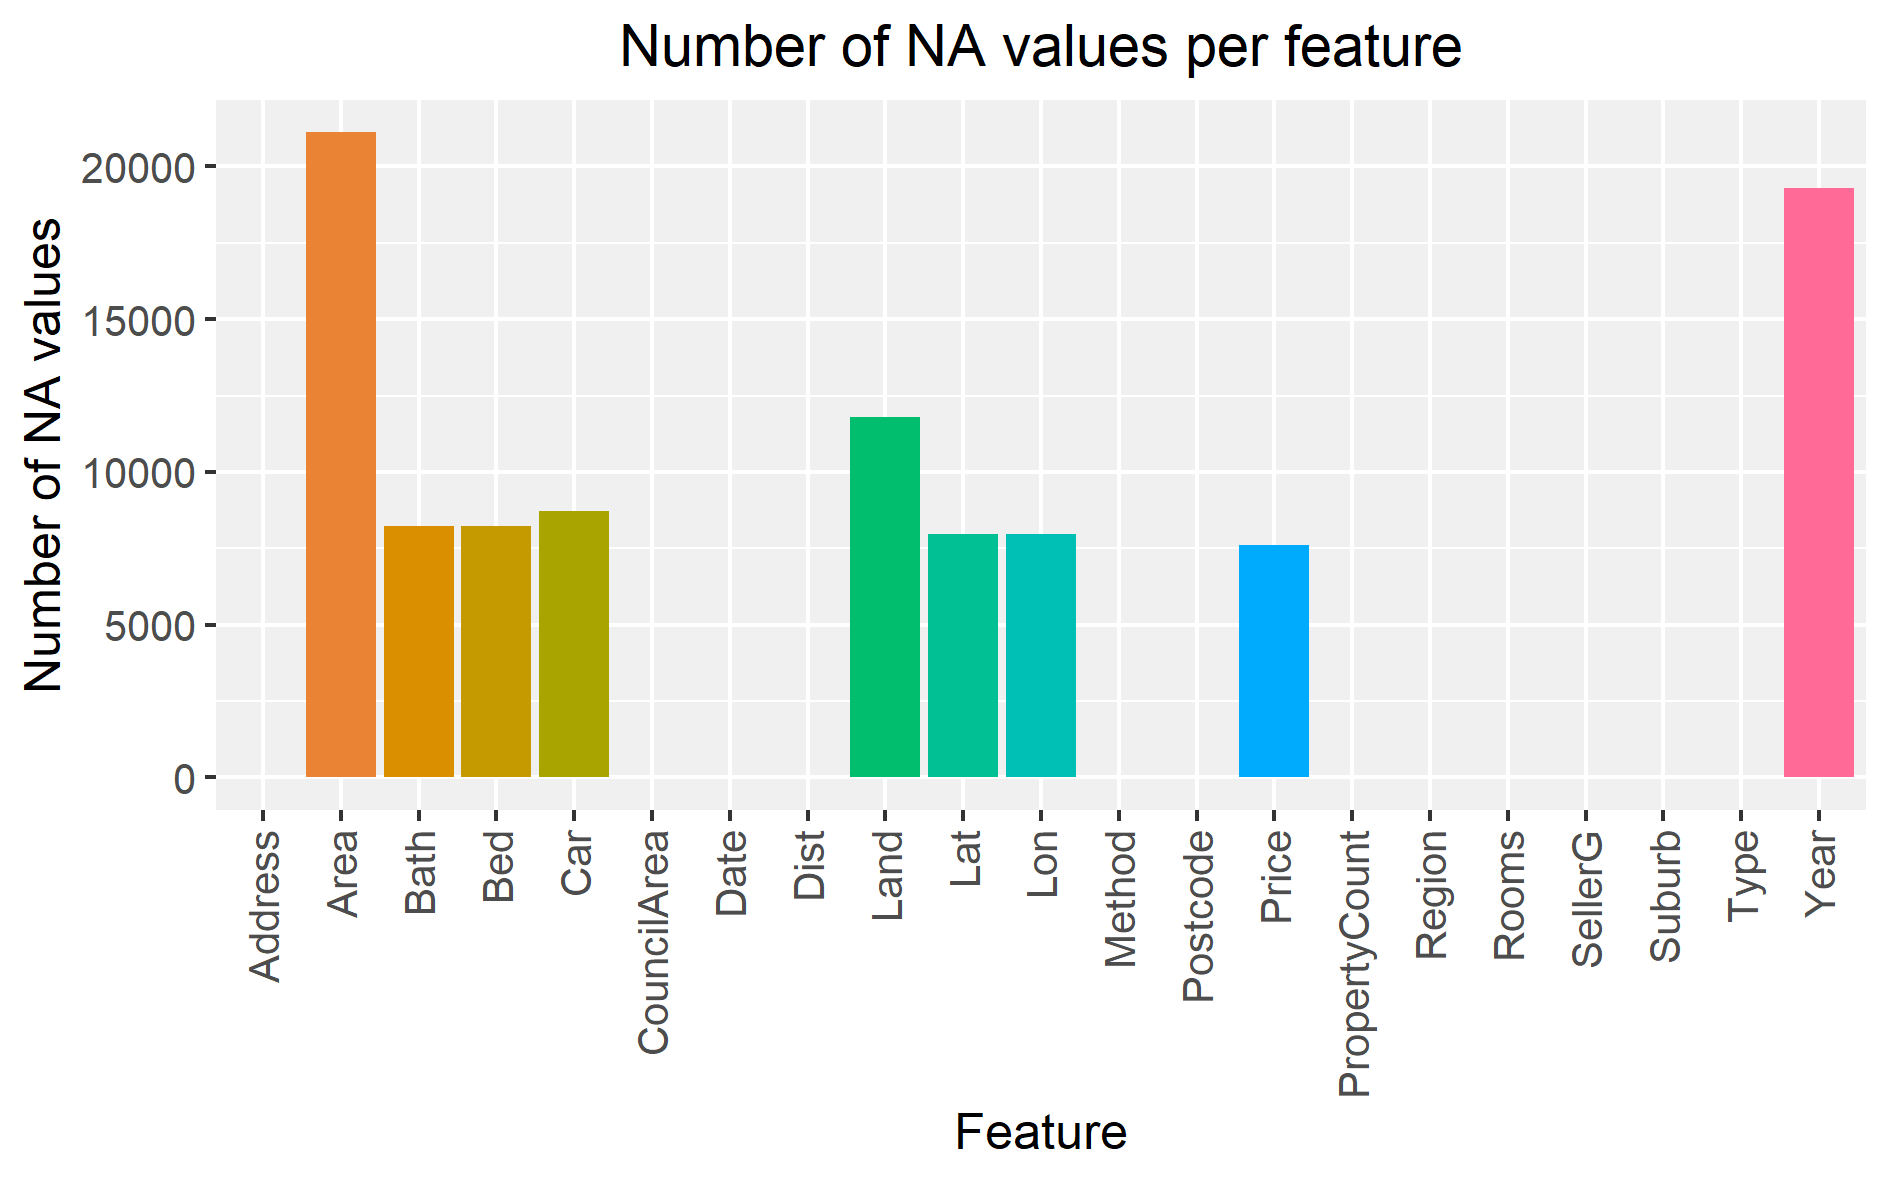 Number of NA values per feature
Number of NA values
20000
15000
10000
5000
0
Address
Area
Bath
Bed
Car
CouncilArea
Date
Dist
Land
Lat
Lon
Method
Postcode
Price
PropertyCount
Region
Rooms
SellerG
Suburb
Type
Year
Feature